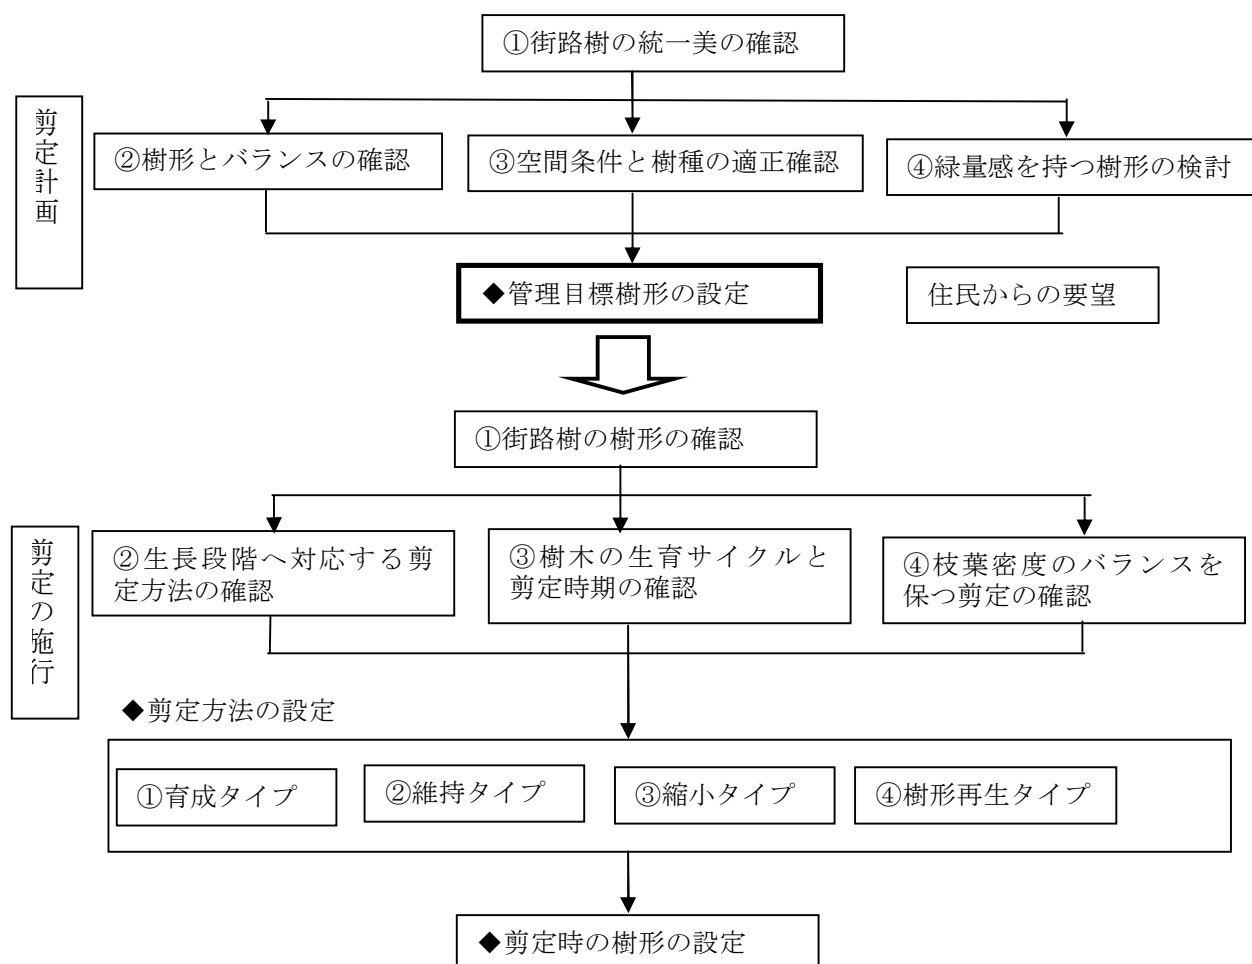 ①街路樹の統一美の確認
剪定計画
②樹形とバランスの確認
③空間条件と樹種の適正確認
④緑量感を持つ樹形の検討
◆管理目標樹形の設定
住民からの要望
①街路樹の樹形の確認
剪定の施行
②生長段階へ対応する剪
定方法の確認
③樹木の生育サイクルと
剪定時期の確認
④枝葉密度のバランスを
保つ剪定の確認
◆剪定方法の設定
①育成タイプ
②維持タイプ
③縮小タイプ
④樹形再生タイプ
◆剪定時の樹形の設定